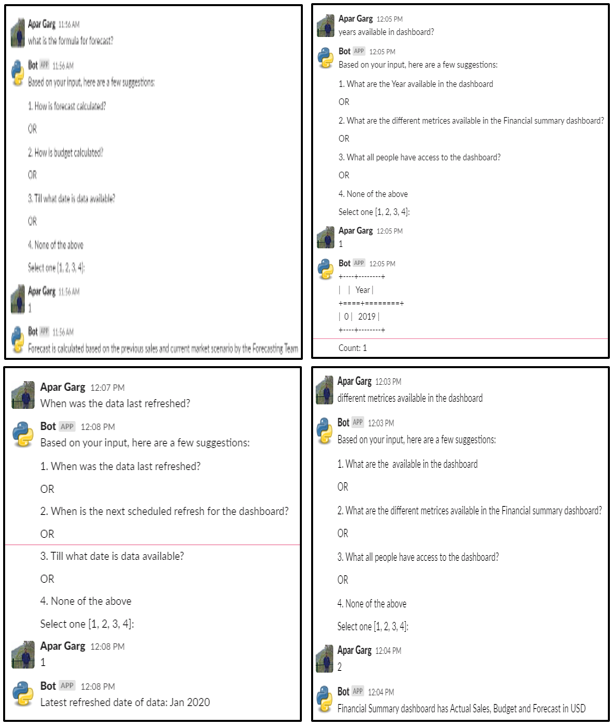 Apar Garg 11:56 AM
what is the formula for forecast?
Bot APP 11:56 AM
Based on your input, here are a few suggestions:
1. How is forecast calculated?
OR
2. How is budget calculated?
OR
3. Till what date is data available?
OR
4. None of the above
Select one [1, 2, 3, 4]:
Apar Garg 11:56 AM
1
Bot APP 11:56 AM
Forecast is calculated based on the previous sales and current market scenario by the Forecasting Team
Apar Garg 12:05 PM
years available in dashboard?
Bot APP 12:05 PM
Based on your input, here are a few suggestions:
1. What are the Year available in the dashboard
OR
2. What are the different metrices available in the Financial summary dashboard?
OR
3. What all people have access to the dashboard?
OR
4. None of the above
Select one [1, 2, 3, 4]:
Apar Garg 12:05 PM
1
Bot APP 12:05 PM
+----+--------+
| | Year |
+====+========+
| 0 | 2019 |
+----+--------+
Count: 1
Apar Garg 12:07 PM
When was the data last refreshed?
Bot APP 12:08 PM
Based on your input, here are a few suggestions:
1. When was the data last refreshed?
OR
2. When is the next scheduled refresh for the dashboard?
OR
3. Till what date is data available?
OR
4. None of the above
Select one [1, 2, 3, 4]:
Apar Garg 12:08 PM
1
Bot APP 12:08 PM
Latest refreshed date of data: Jan 2020
Apar Garg 12:03 PM
different metrices available in the dashboard
Bot APP 12:03 PM
Based on your input, here are a few suggestions:
1. What are the available in the dashboard
OR
2. What are the different metrices available in the Financial summary dashboard?
OR
3. What all people have access to the dashboard?
OR
4. None of the above
Select one [1, 2, 3, 4]:
Apar Garg 12:04 PM
2
Bot APP 12:04 PM
Financial Summary dashboard has Actual Sales, Budget and Forecast in USD